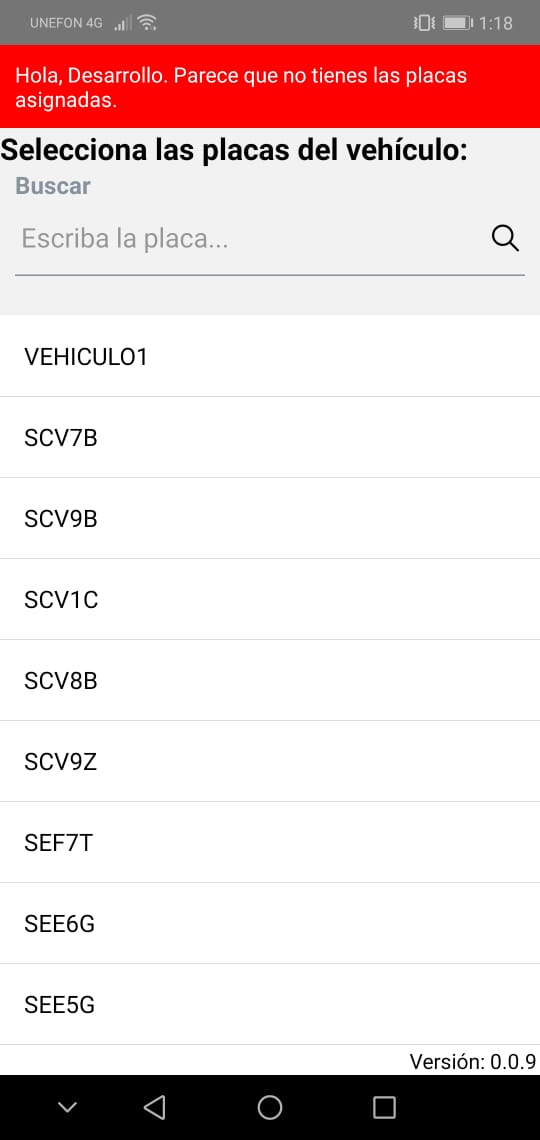 UNEFON 4G
1:18
Hola, Desarrollo. Parece que no tienes las placas
asignadas.
Selecciona las placas del vehículo:
Buscar
Escriba la placa...
VEHICULO1
SCV7B
SCV9B
SCV1C
SCV8B
SCV9Z
SEF7T
SEE6G
SEE5G
Versión: 0.0.9